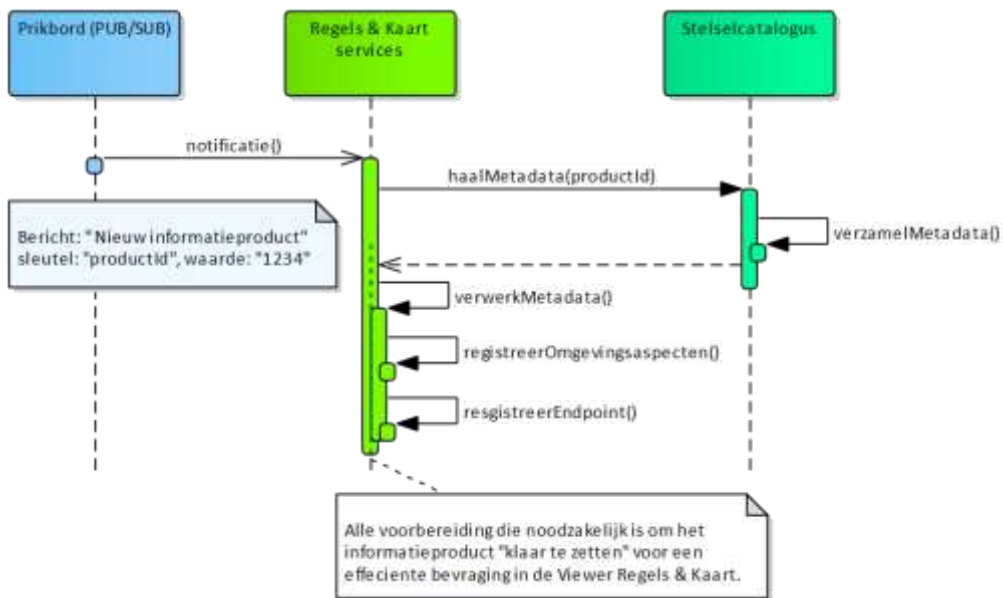 Prikbord (PUB/SUB)
Regels & Kaart
services
Stelselcatalogus
notificatie()
haalMetadata(productId)
Bericht: "Nieuw informatieproduct"
sleutel: "productId", waarde: "1234"
verzamelMetadata()
verwerkMetadata()
registreerOmgevingsaspecten()
resgistreerEndpoint()
Alle voorbereiding die noodzakelijk is om het
informatieproduct "klaar te zetten" voor een
effeciente bevraging in de Viewer Regels & Kaart.